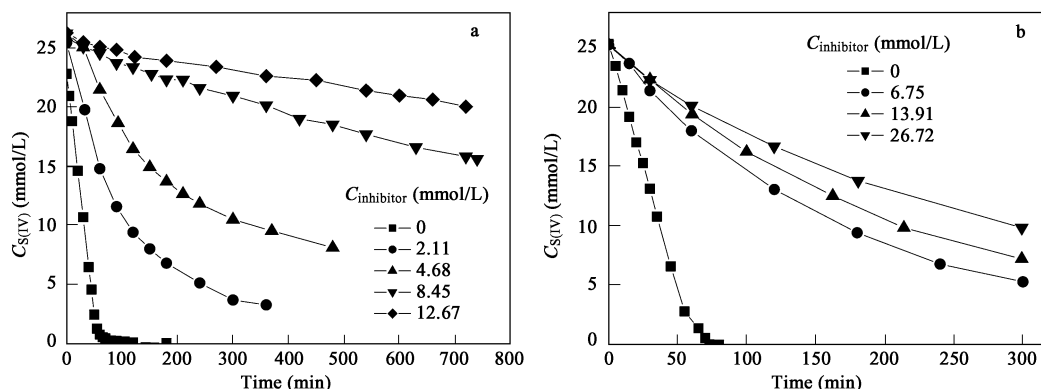 a
25
20
15
10
5
0
C_S(IV) (mmol/L)
C_inhibitor (mmol/L)
0
2.11
4.68
8.45
12.67
0 100 200 300 400 500 600 700 800
Time (min)
b
25
20
15
10
5
0
C_S(IV) (mmol/L)
C_inhibitor (mmol/L)
0
6.75
13.91
26.72
0 50 100 150 200 250 300
Time (min)